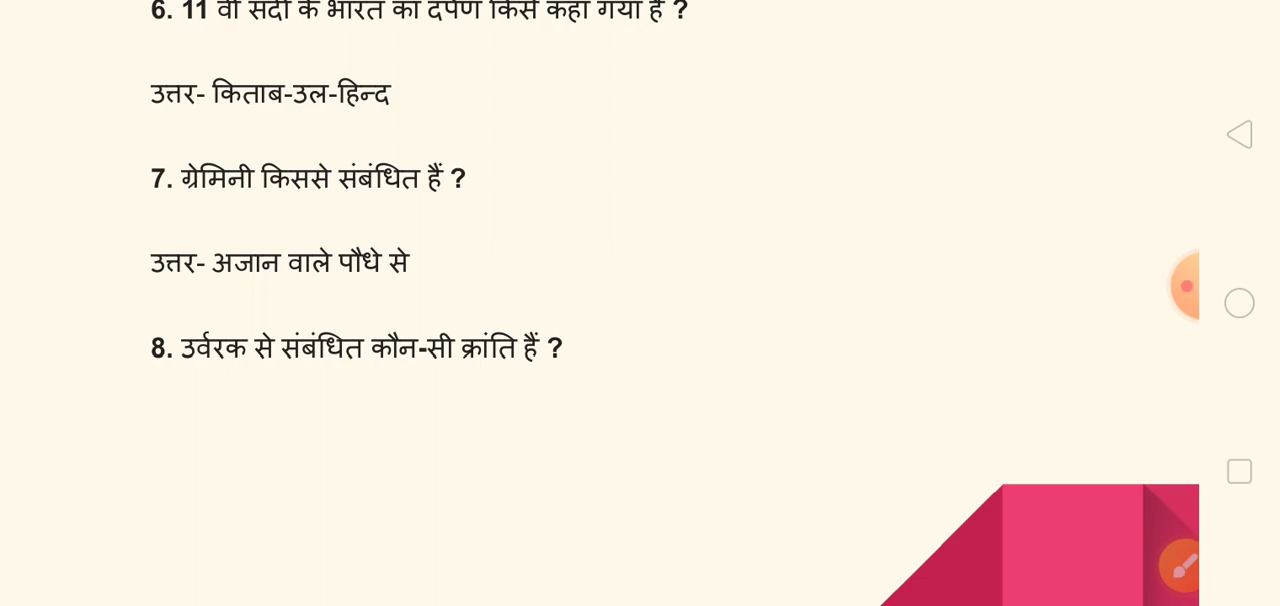 6. 11 वी सदी के भारत का दर्पण किसे कहा गया है ?
उत्तर- किताब-उल-हिन्द
7. ग्रेमिनी किससे संबंधित हैं ?
उत्तर- अजान वाले पौधे से
8. उर्वरक से संबंधित कौन-सी क्रांति हैं ?